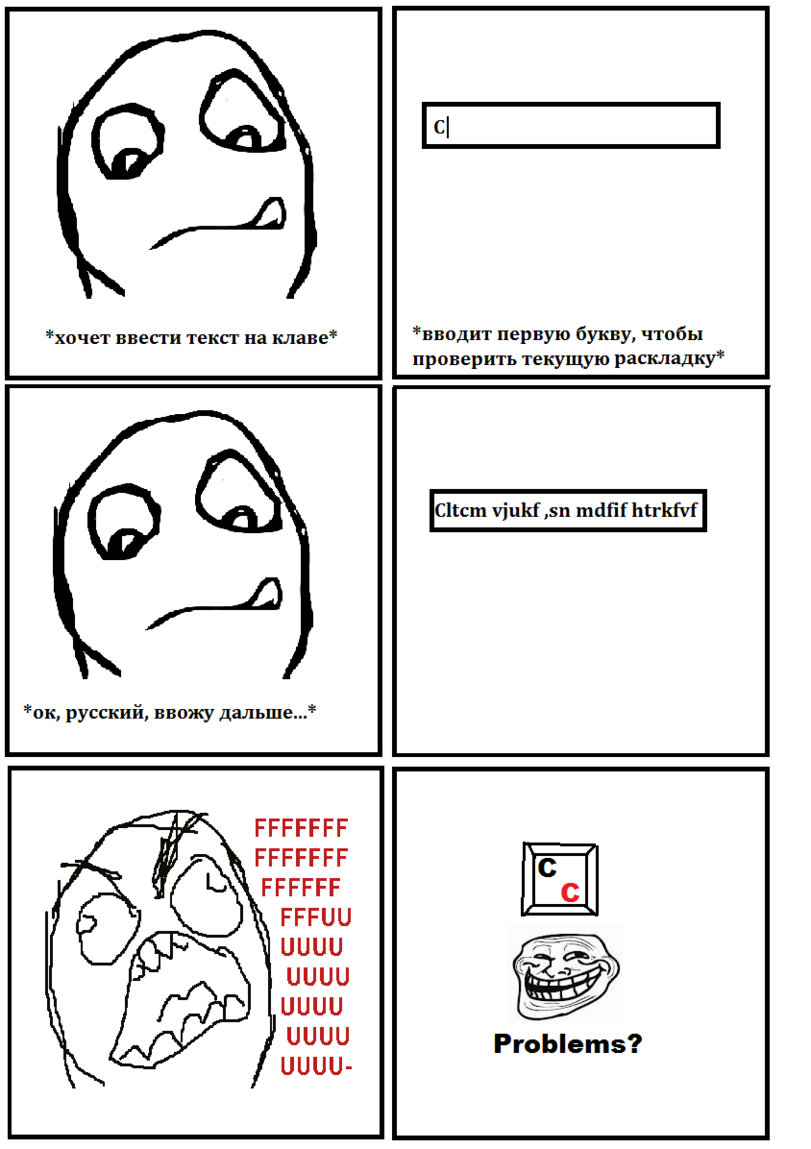 *хочет ввести текст на клаве*
C
*вводит первую букву, чтобы
проверить текущую раскладку*
*ок, русский, ввожу дальше...*
Cltcm vjukf ,sn mdfif htrkfvf
FFFFFFF
FFFFFFF
FFFFFF
FFFUU
UUUU
UUUU
UUUU
UUUU
UUUU-
C
С
Problems?